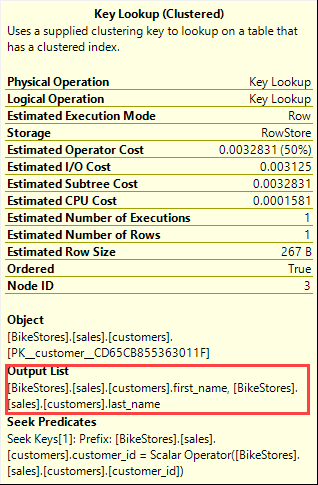 Key Lookup (Clustered)
Uses a supplied clustering key to lookup on a table that
has a clustered index.
Physical Operation Key Lookup
Logical Operation Key Lookup
Estimated Execution Mode Row
Storage RowStore
Estimated Operator Cost 0.0032831 (50%)
Estimated I/O Cost 0.003125
Estimated Subtree Cost 0.0032831
Estimated CPU Cost 0.0001581
Estimated Number of Executions 1
Estimated Number of Rows 1
Estimated Row Size 267 B
Ordered True
Node ID 3
Object
[BikeStores].[sales].[customers].
[PK__customer__CD65CB855363011F]
Output List
[BikeStores].[sales].[customers].first_name, [BikeStores].
[sales].[customers].last_name
Seek Predicates
Seek Keys[1]: Prefix: [BikeStores].[sales].
[customers].customer_id = Scalar Operator([BikeStores].
[sales].[customers].[customer_id])